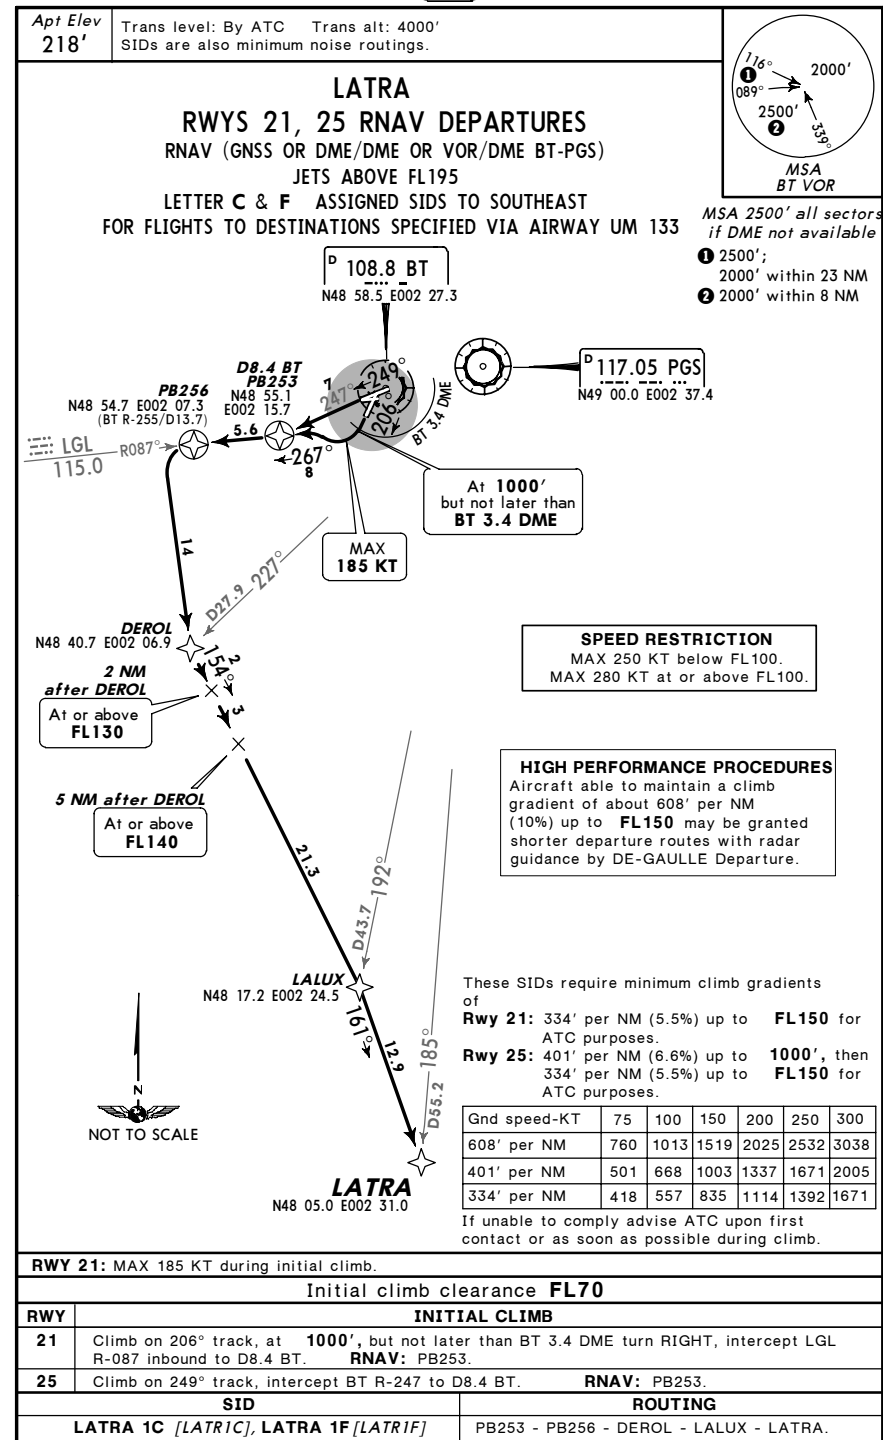 Apt Elev
218'
Trans level: By ATC Trans alt: 4000'
SIDs are also minimum noise routings.
LATRA
RWYS 21, 25 RNAV DEPARTURES
RNAV (GNSS OR DME/DME OR VOR/DME BT-PGS)
JETS ABOVE FL195
LETTER C & F ASSIGNED SIDS TO SOUTHEAST
FOR FLIGHTS TO DESTINATIONS SPECIFIED VIA AIRWAY UM 133
116°
1
089°
2000'
2500'
2
339°
MSA
BT VOR
MSA 2500' all sectors
if DME not available
1 2500';
2000' within 23 NM
2 2000' within 8 NM
D 108.8 BT
N48 58.5 E002 27.3
D 117.05 PGS
N49 00.0 E002 37.4
D8.4 BT
PB253
N48 55.1
E002 15.7
PB256
N48 54.7 E002 07.3
(BT R-255/D13.7)
7
247°
249°
206°
BT 3.4 DME
5.6
LGL
115.0
R087°
267°
8
At 1000'
but not later than
BT 3.4 DME
MAX
185 KT
14
D27.9 227°
DEROL
N48 40.7 E002 06.9
154°
2
2 NM
after DEROL
At or above
FL130
3
5 NM after DEROL
At or above
FL140
SPEED RESTRICTION
MAX 250 KT below FL100.
MAX 280 KT at or above FL100.
HIGH PERFORMANCE PROCEDURES
Aircraft able to maintain a climb
gradient of about 608' per NM
(10%) up to FL150 may be granted
shorter departure routes with radar
guidance by DE-GAULLE Departure.
21.3
D43.7 192°
LALUX
N48 17.2 E002 24.5
161°
12.9
D55.2 185°
N
NOT TO SCALE
LATRA
N48 05.0 E002 31.0
These SIDs require minimum climb gradients
of
Rwy 21: 334' per NM (5.5%) up to FL150 for
ATC purposes.
Rwy 25: 401' per NM (6.6%) up to 1000', then
334' per NM (5.5%) up to FL150 for
ATC purposes.
Gnd speed-KT 75 100 150 200 250 300
608' per NM 760 1013 1519 2025 2532 3038
401' per NM 501 668 1003 1337 1671 2005
334' per NM 418 557 835 1114 1392 1671
If unable to comply advise ATC upon first
contact or as soon as possible during climb.
RWY 21: MAX 185 KT during initial climb.
Initial climb clearance FL70
RWY INITIAL CLIMB
21 Climb on 206° track, at 1000', but not later than BT 3.4 DME turn RIGHT, intercept LGL
R-087 inbound to D8.4 BT. RNAV: PB253.
25 Climb on 249° track, intercept BT R-247 to D8.4 BT. RNAV: PB253.
SID ROUTING
LATRA 1C [LATR1C], LATRA 1F [LATR1F] PB253 - PB256 - DEROL - LALUX - LATRA.